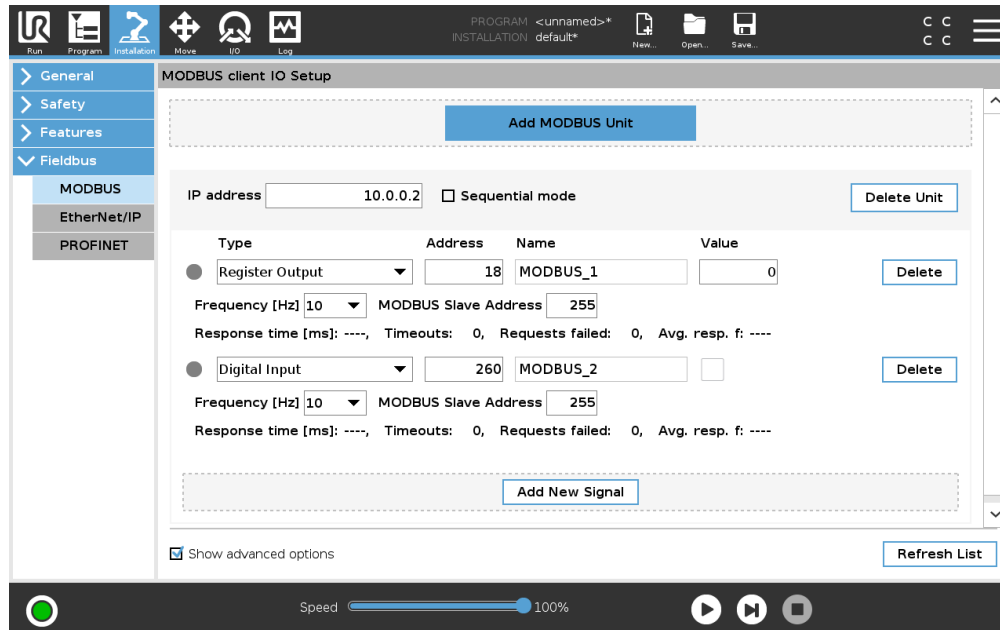 PROGRAM <unnamed>*
INSTALLATION default*
UR
Run Program Installation Move I/O Log New... Open... Save...
C C
C C
General
Safety
Features
Fieldbus
MODBUS
EtherNet/IP
PROFINET
MODBUS client IO Setup
Add MODBUS Unit
IP address 10.0.0.2 Sequential mode Delete Unit
Type Address Name Value
Register Output 18 MODBUS_1 0 Delete
Frequency [Hz] 10 MODBUS Slave Address 255
Response time [ms]: ----, Timeouts: 0, Requests failed: 0, Avg. resp. f: ----
Digital Input 260 MODBUS_2 Delete
Frequency [Hz] 10 MODBUS Slave Address 255
Response time [ms]: ----, Timeouts: 0, Requests failed: 0, Avg. resp. f: ----
Add New Signal
Show advanced options Refresh List
Speed 100%